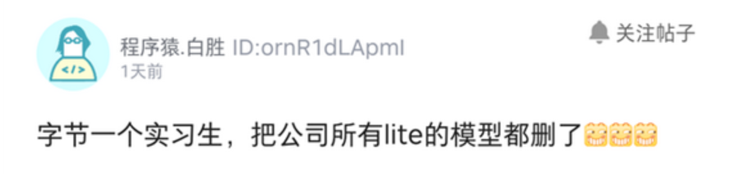 程序猿.白胜 ID:ornR1dLApmI
关注帖子
1天前
</>
字节一个实习生，把公司所有lite的模型都删了😁😁😁